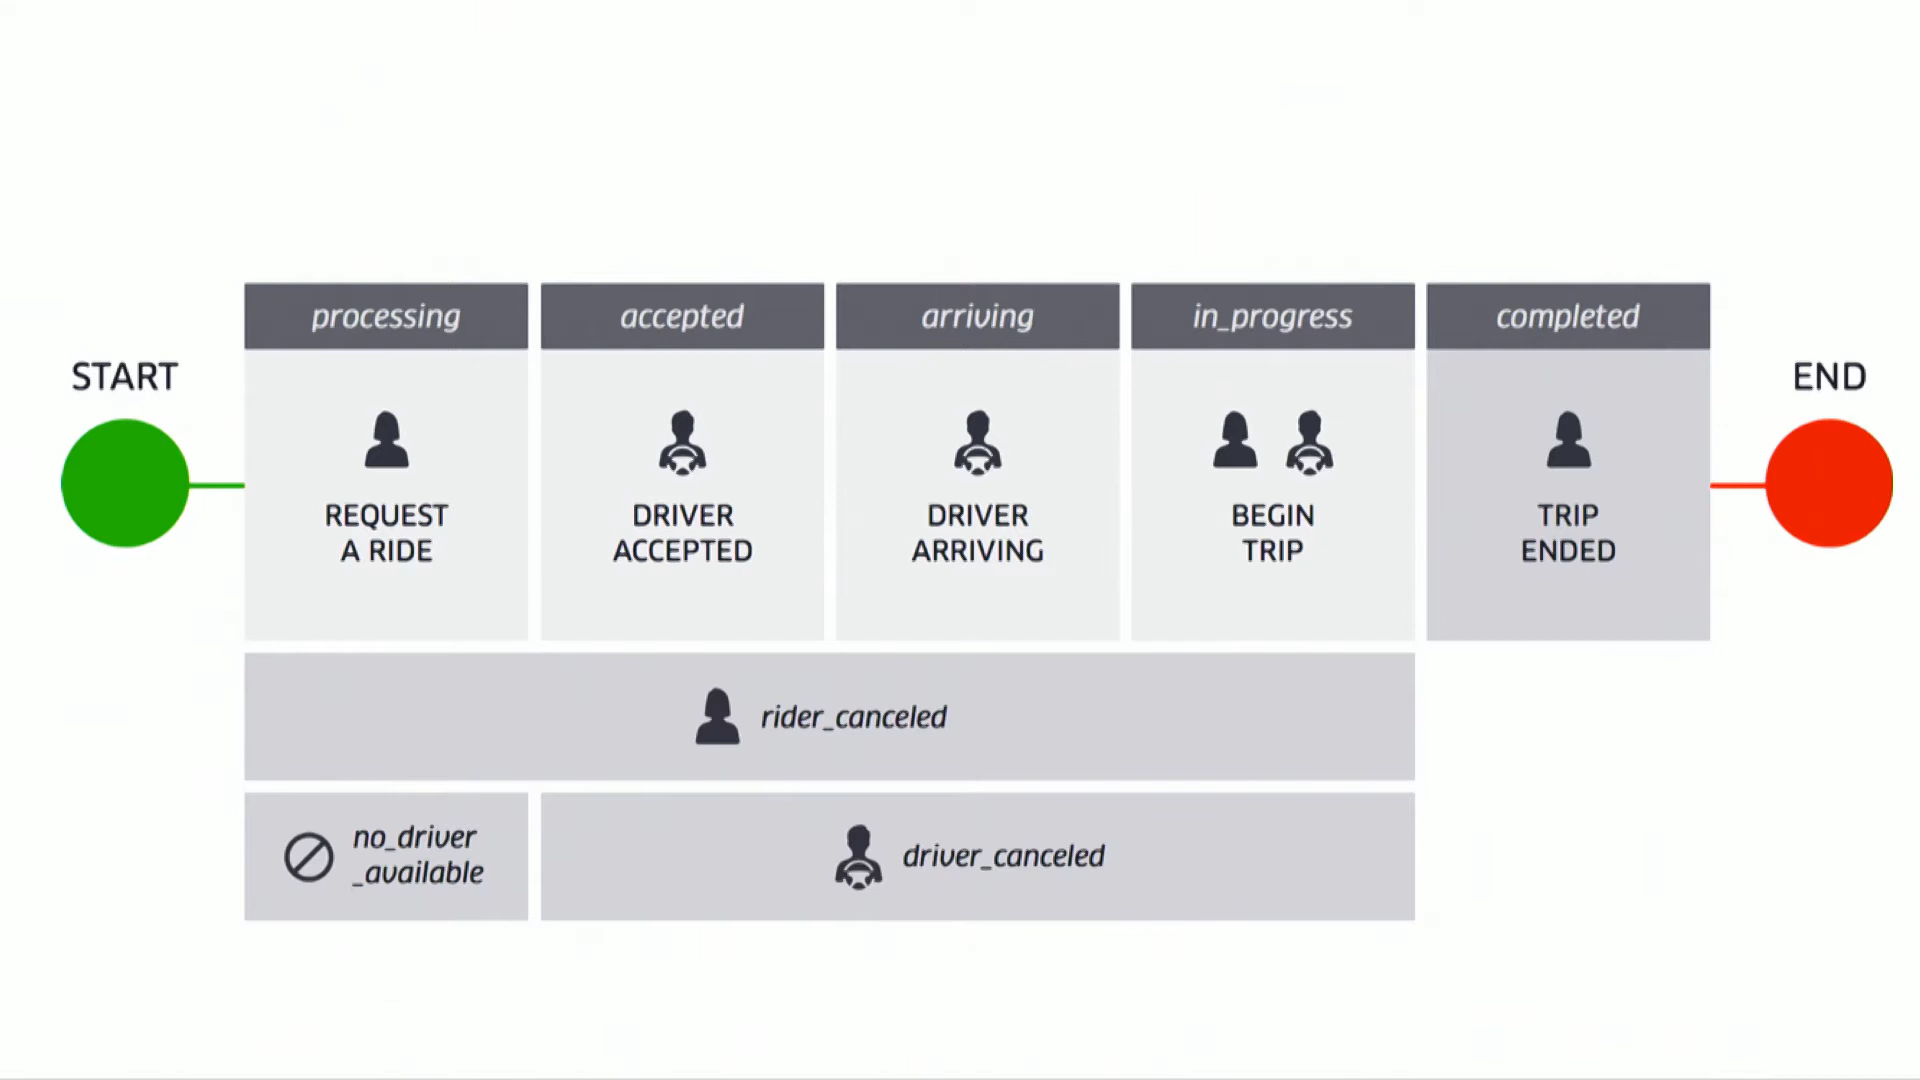 START
processing
REQUEST
A RIDE
accepted
DRIVER
ACCEPTED
arriving
DRIVER
ARRIVING
in_progress
BEGIN
TRIP
completed
TRIP
ENDED
END
rider_canceled
no_driver
_available
driver_canceled